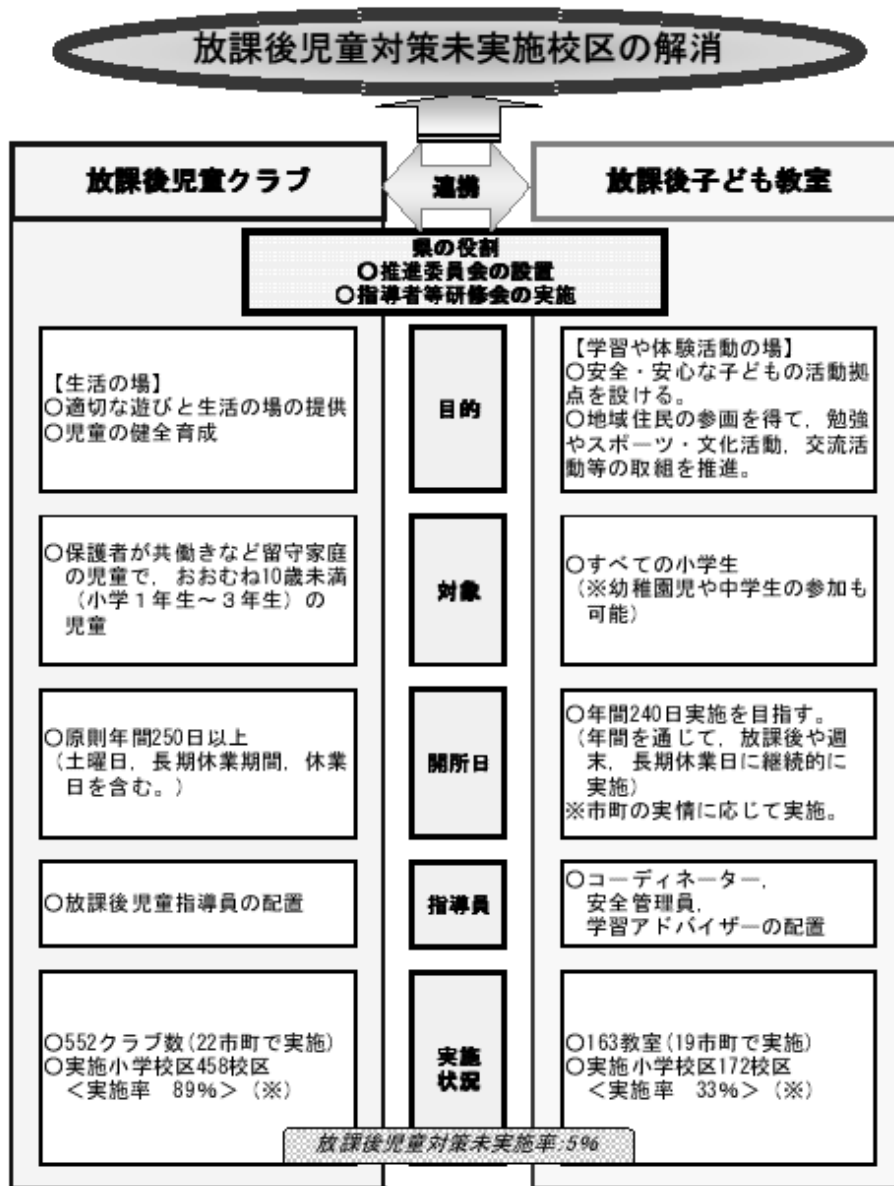 放課後児童対策未実施校区の解消
放課後児童クラブ
連携
放課後子ども教室
県の役割
○推進委員会の設置
○指導者等研修会の実施
【生活の場】
○適切な遊びと生活の場の提供
○児童の健全育成
目的
【学習や体験活動の場】
○安全・安心な子どもの活動拠
点を設ける。
○地域住民の参画を得て，勉強
やスポーツ・文化活動，交流活
動等の取組を推進。
○保護者が共働きなど留守家庭
の児童で，おおむね10歳未満
（小学１年生～３年生）の
児童
対象
○すべての小学生
（※幼稚園児や中学生の参加も
可能）
○原則年間250日以上
（土曜日，長期休業期間，休業
日を含む。）
開所日
○年間240日実施を目指す。
（年間を通じて，放課後や週
末，長期休業日に継続的に
実施）
※市町の実情に応じて実施。
○放課後児童指導員の配置
指導員
○コーディネーター，
安全管理員，
学習アドバイザーの配置
○552クラブ数(22市町で実施)
○実施小学校区458校区
＜実施率　89%＞（※）
実施
状況
○163教室(19市町で実施)
○実施小学校区172校区
＜実施率　33%＞（※）
放課後児童対策未実施率:5%